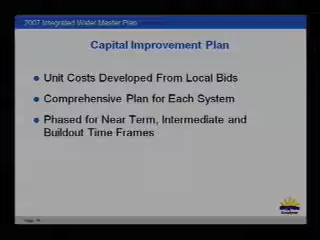 2007 Integrated Water Master Plan
Capital Improvement Plan
Unit Costs Developed From Local Bids
Comprehensive Plan for Each System
Phased for Near Term, Intermediate and
Buildout Time Frames